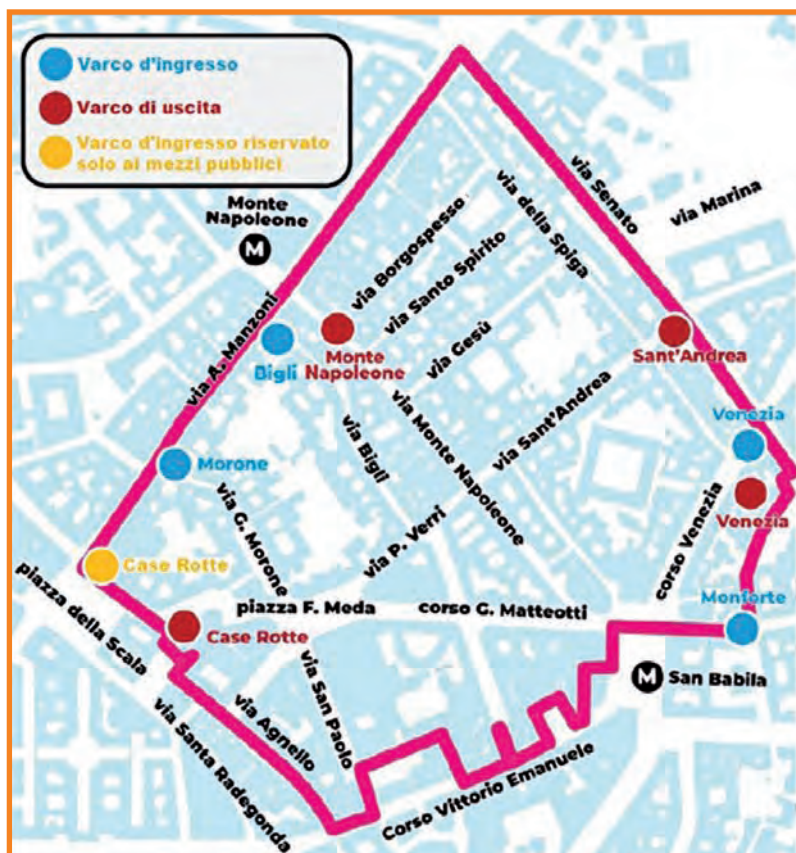 Varco d'ingresso
Varco di uscita
Varco d'ingresso riservato
solo ai mezzi pubblici
Monte
Napoleone
M
via Borgospesso
via Santo Spirito
via della Spiga
via Senato
via Marina
via A. Manzoni
Bigli
Monte
Napoleone
via Gesù
Sant'Andrea
via Sant'Andrea
via Bigli
via Monte Napoleone
Venezia
Morone
via G. Morone
via P. Verri
corso Venezia
Venezia
Case Rotte
piazza della Scala
Case Rotte
piazza F. Meda
corso G. Matteotti
Monforte
M
San Babila
via San Paolo
via Agnello
via Santa Radegonda
Corso Vittorio Emanuele